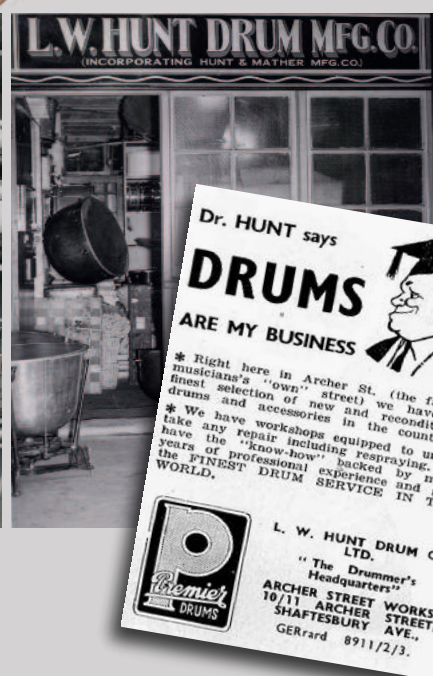 L.W. HUNT DRUM MFG. CO.
(INCORPORATING HUNT & MATHER MFG. CO.)
Dr. HUNT says
DRUMS
ARE MY BUSINESS
* Right here in Archer St. (the
musician's "own" street) we have
finest selection of new and
drums and accessories in the
* We have workshops equipped to
take any repair including respraying.
have the "know-how" backed by
years of professional experience and
the FINEST DRUM SERVICE IN
WORLD.
Premier
DRUMS
L. W. HUNT DRUM
LTD.
"The Drummer's
Headquarters"
ARCHER STREET WORKS
10/11 ARCHER STREET
SHAFTESBURY AVE.,
GERrard 8911/2/3.